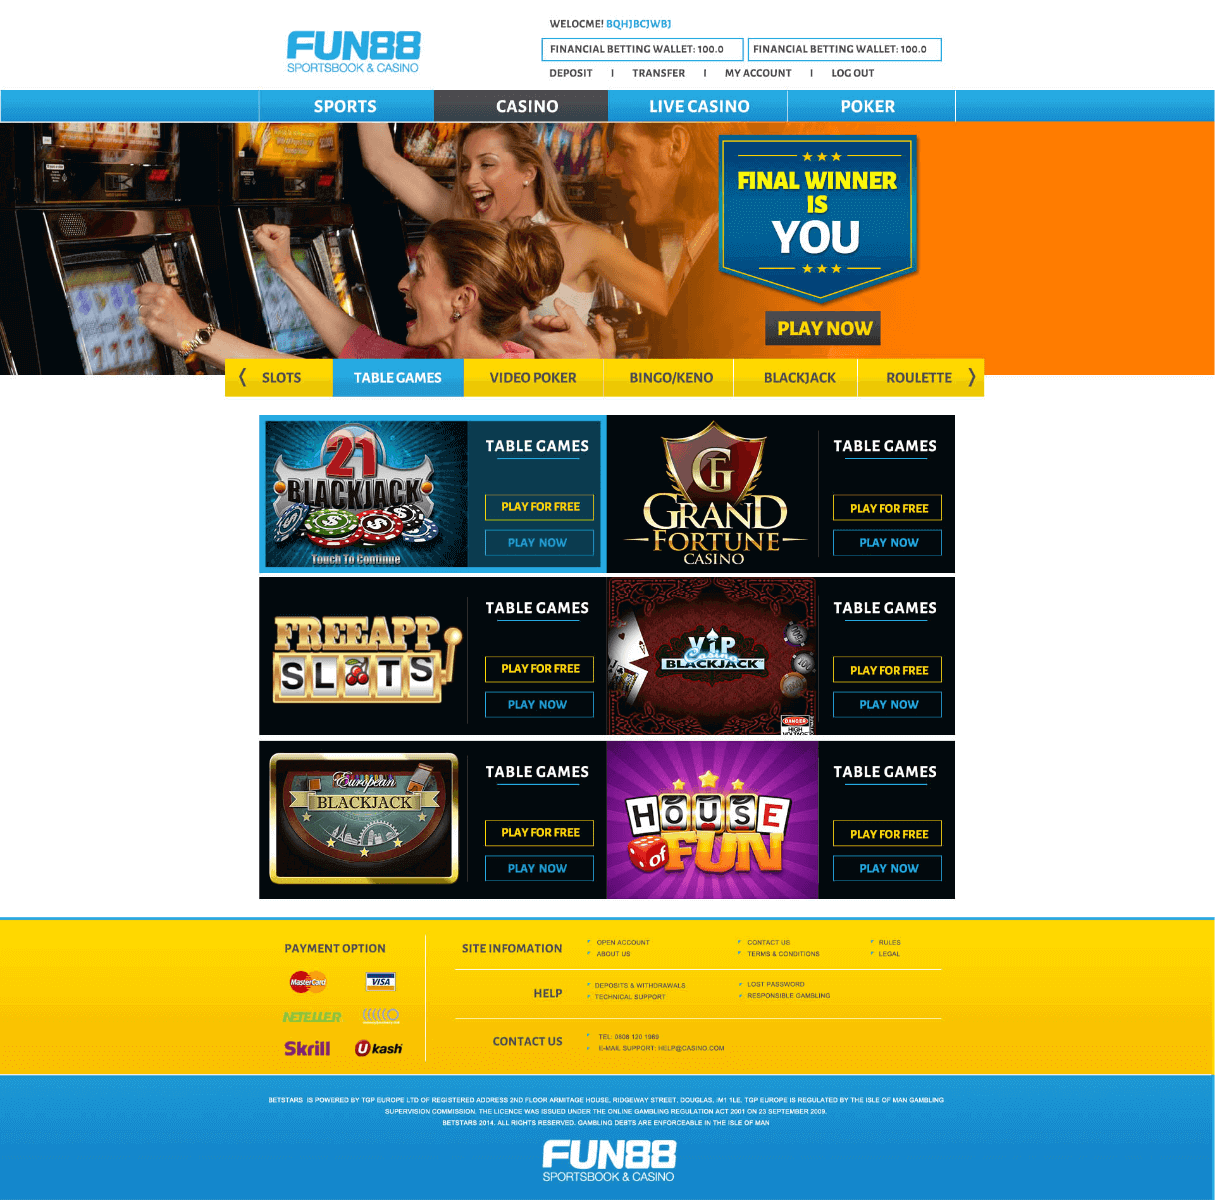 FUN88
SPORTSBOOK & CASINO
WELOCME! BQHJBCJWBJ
FINANCIAL BETTING WALLET: 100.0
FINANCIAL BETTING WALLET: 100.0
DEPOSIT | TRANSFER | MY ACCOUNT | LOG OUT
SPORTS
CASINO
LIVE CASINO
POKER
FINAL WINNER
IS
YOU
PLAY NOW
SLOTS
TABLE GAMES
VIDEO POKER
BINGO/KENO
BLACKJACK
ROULETTE
21
BLACKJACK
Touch To Continue
TABLE GAMES
PLAY FOR FREE
PLAY NOW
GF
GRAND
FORTUNE
CASINO
TABLE GAMES
PLAY FOR FREE
PLAY NOW
FREEAPP
SLOTS
TABLE GAMES
PLAY FOR FREE
PLAY NOW
VIP
Casino
BLACKJACK
DANGER
HIGH
TABLE GAMES
PLAY FOR FREE
PLAY NOW
European
BLACKJACK
TABLE GAMES
PLAY FOR FREE
PLAY NOW
HOUSE
of FUN
TABLE GAMES
PLAY FOR FREE
PLAY NOW
PAYMENT OPTION
MasterCard
VISA
NETELLER
Skrill
Ukash
SITE INFOMATION
OPEN ACCOUNT
ABOUT US
CONTACT US
TERMS & CONDITIONS
RULES
LEGAL
HELP
DEPOSITS & WITHDRAWALS
TECHNICAL SUPPORT
LOST PASSWORD
RESPONSIBLE GAMBLING
CONTACT US
TEL: 0808 120 1989
E-MAIL SUPPORT: HELP@CASINO.COM
BETSTARS IS POWERED BY TGP EUROPE LTD OF REGISTERED ADDRESS 2ND FLOOR ARMITAGE HOUSE, RIDGEWAY STREET, DOUGLAS, IM1 1LE. TGP EUROPE IS REGULATED BY THE ISLE OF MAN GAMBLING
SUPERVISION COMMISSION. THE LICENCE WAS ISSUED UNDER THE ONLINE GAMBLING REGULATION ACT 2001 ON 23 SEPTEMBER 2009.
BETSTARS 2014. ALL RIGHTS RESERVED. GAMBLING DEBTS ARE ENFORCEABLE IN THE ISLE OF MAN
FUN88
SPORTSBOOK & CASINO